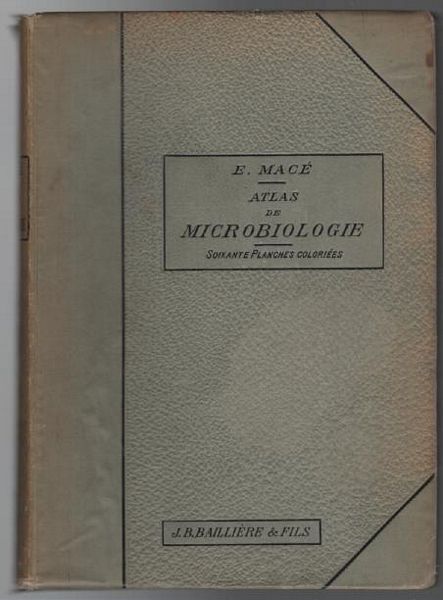 E. MACÉ
ATLAS
DE
MICROBIOLOGIE
SOIXANTE PLANCHES COLORIÉES
J.B.BAILLIÈRE & FILS